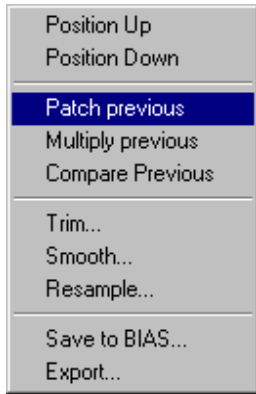 Position Up
Position Down
Patch previous
Multiply previous
Compare Previous
Trim...
Smooth...
Resample...
Save to BIAS...
Export...